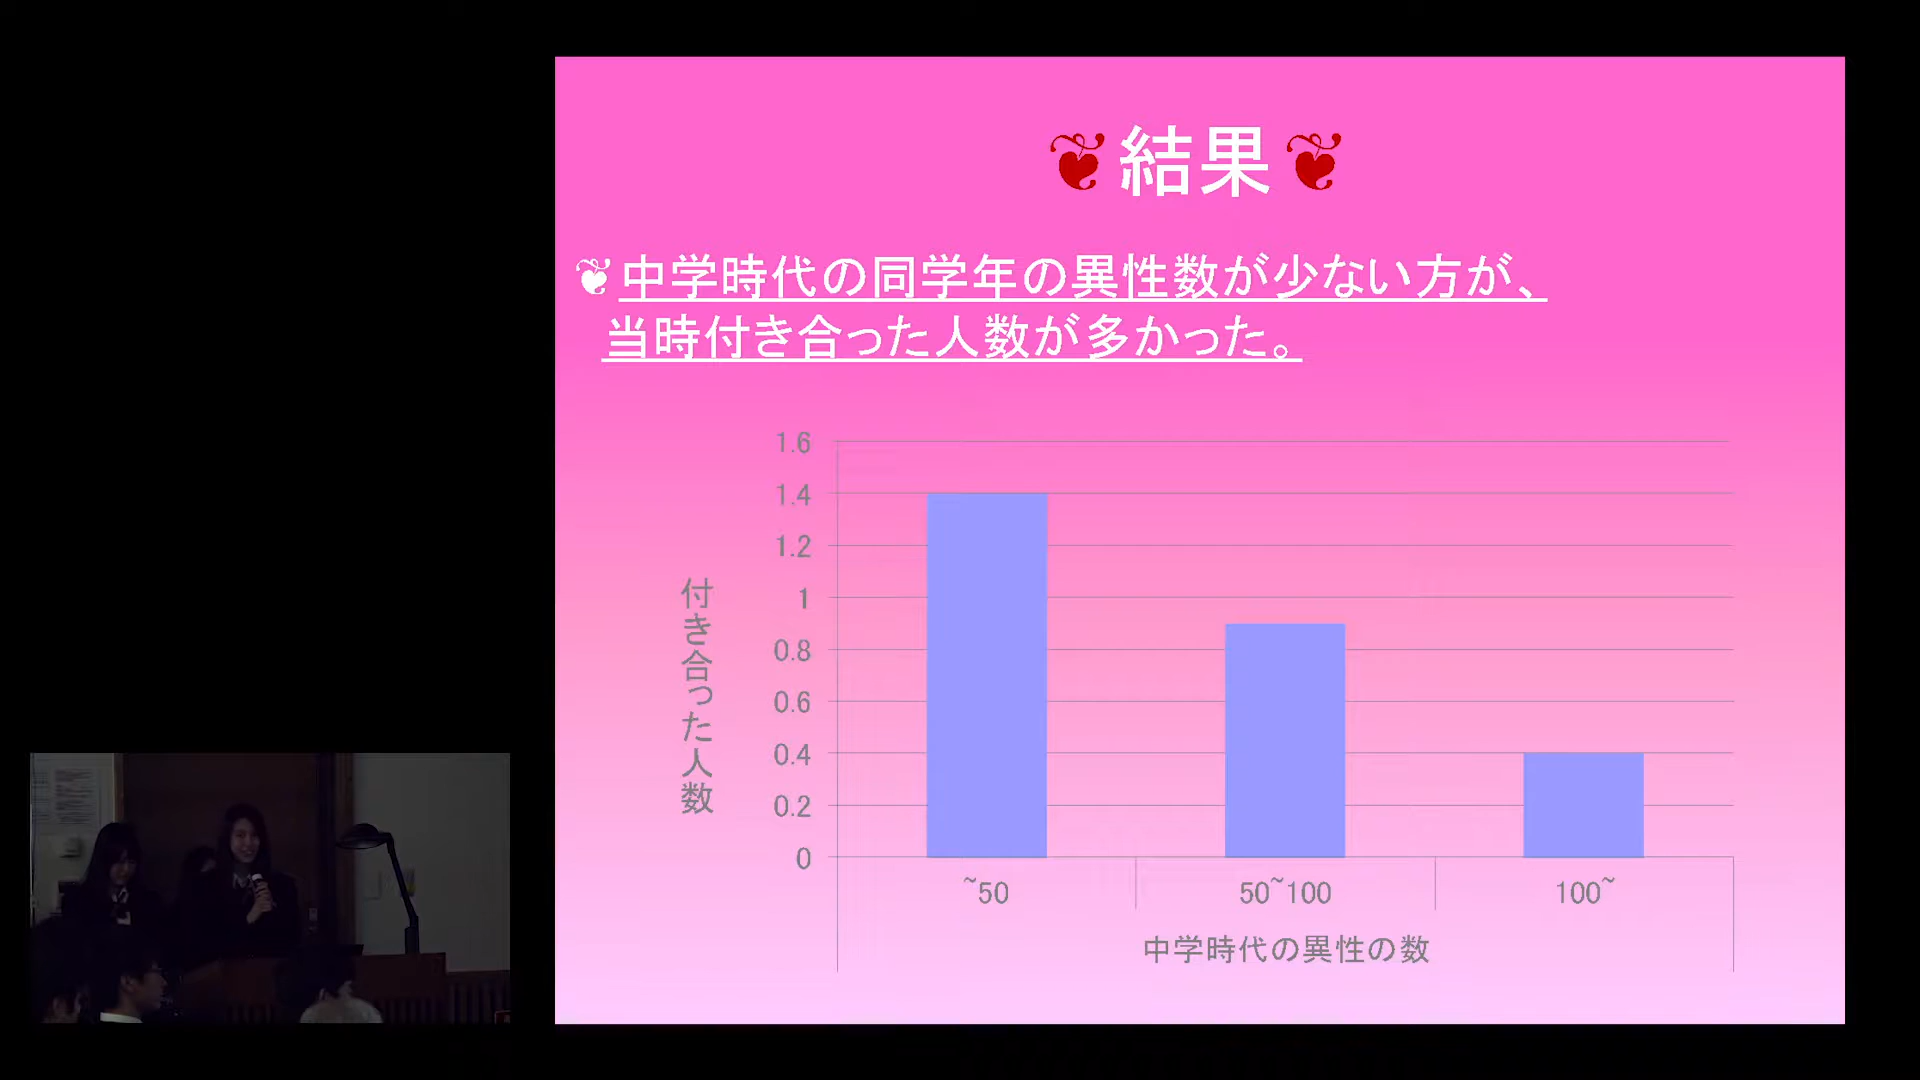 結果
中学時代の同学年の異性数が少ない方が、
当時付き合った人数が多かった。
1.6
1.4
1.2
1
0.8
0.6
0.4
0.2
0
付き合った人数
~50
50~100
100~
中学時代の異性の数